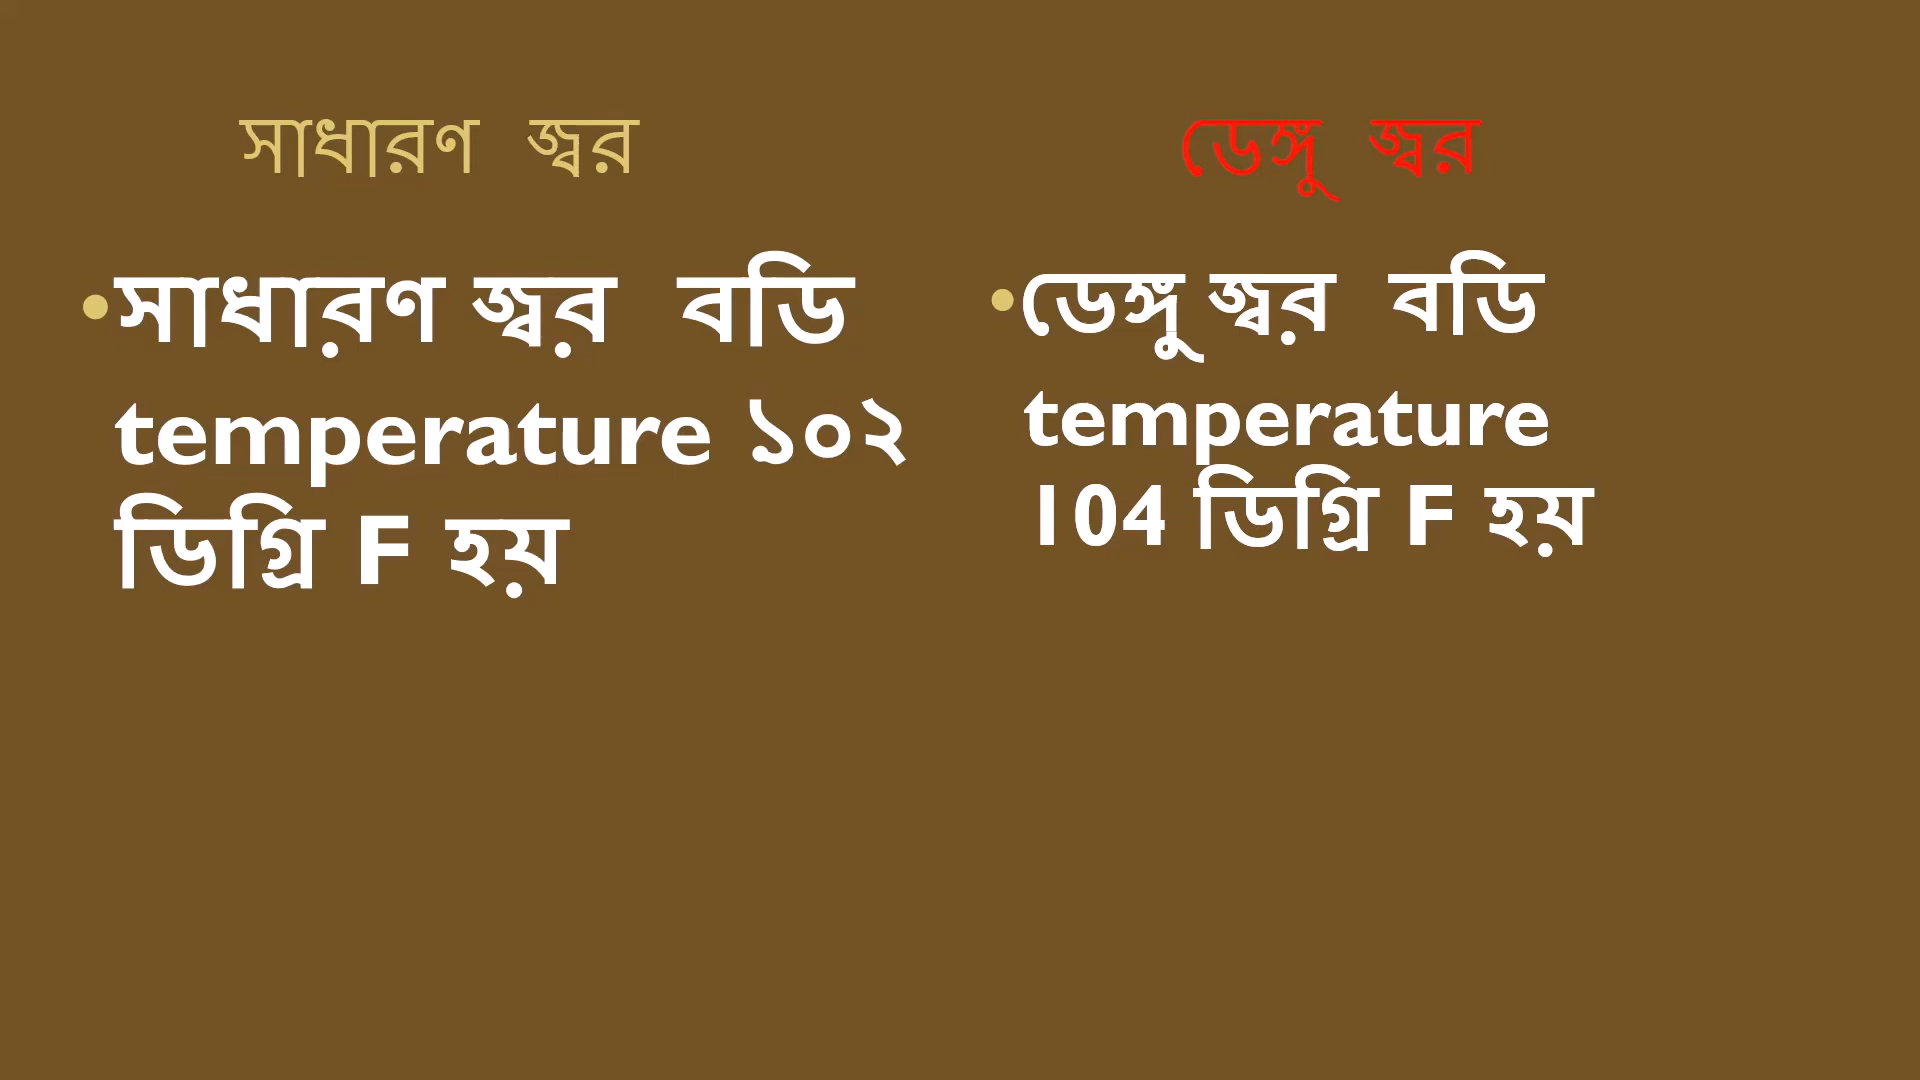 সাধারণ জ্বর
সাধারণ জ্বর বডি
temperature ১০২
ডিগ্রি F হয়
ডেঙ্গু জ্বর
ডেঙ্গু জ্বর বডি
temperature
104 ডিগ্রি F হয়